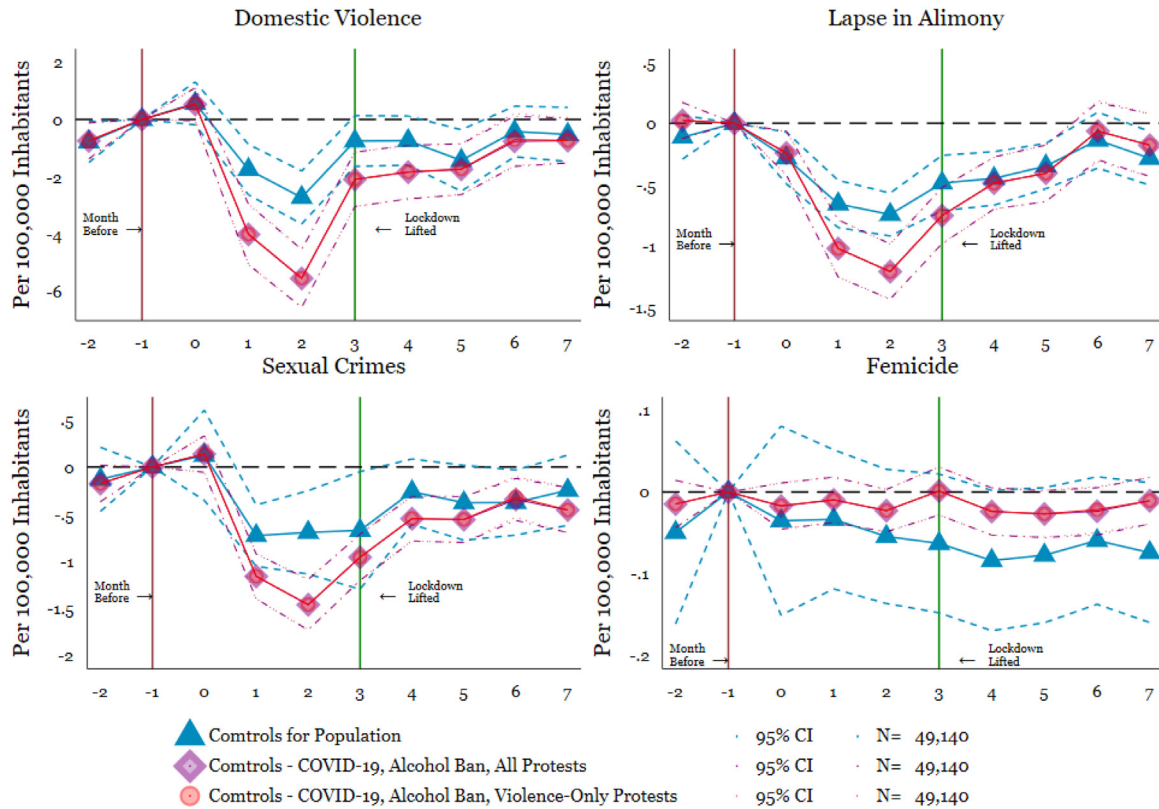 Domestic Violence
Per 100,000 Inhabitants
2
0
-2
-4
-6
Month
Before →
← Lockdown
Lifted
-2 -1 0 1 2 3 4 5 6 7
Lapse in Alimony
Per 100,000 Inhabitants
.5
0
-.5
-1
-1.5
Month
Before →
← Lockdown
Lifted
-2 -1 0 1 2 3 4 5 6 7
Sexual Crimes
Per 100,000 Inhabitants
.5
0
-.5
-1
-1.5
-2
Month
Before →
← Lockdown
Lifted
-2 -1 0 1 2 3 4 5 6 7
Femicide
Per 100,000 Inhabitants
.1
0
-.1
-.2
Month
Before →
← Lockdown
Lifted
-2 -1 0 1 2 3 4 5 6 7
Controls for Population 95% CI N= 49,140
Comtrols - COVID-19, Alcohol Ban, All Protests 95% CI N= 49,140
Comtrols - COVID-19, Alcohol Ban, Violence-Only Protests 95% CI N= 49,140